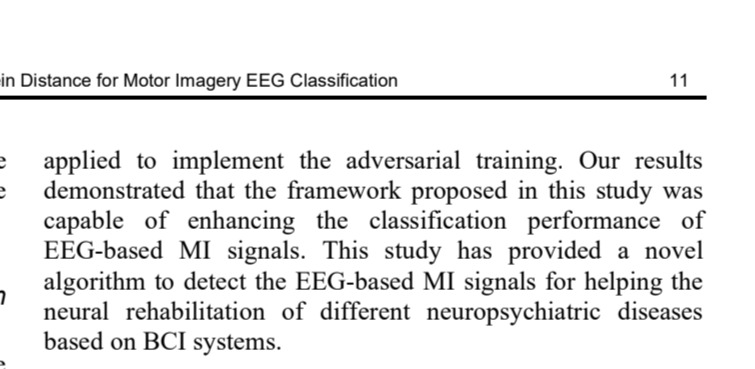 in Distance for Motor Imagery EEG Classification 11
applied to implement the adversarial training. Our results
demonstrated that the framework proposed in this study was
capable of enhancing the classification performance of
EEG-based MI signals. This study has provided a novel
algorithm to detect the EEG-based MI signals for helping the
neural rehabilitation of different neuropsychiatric diseases
based on BCI systems.